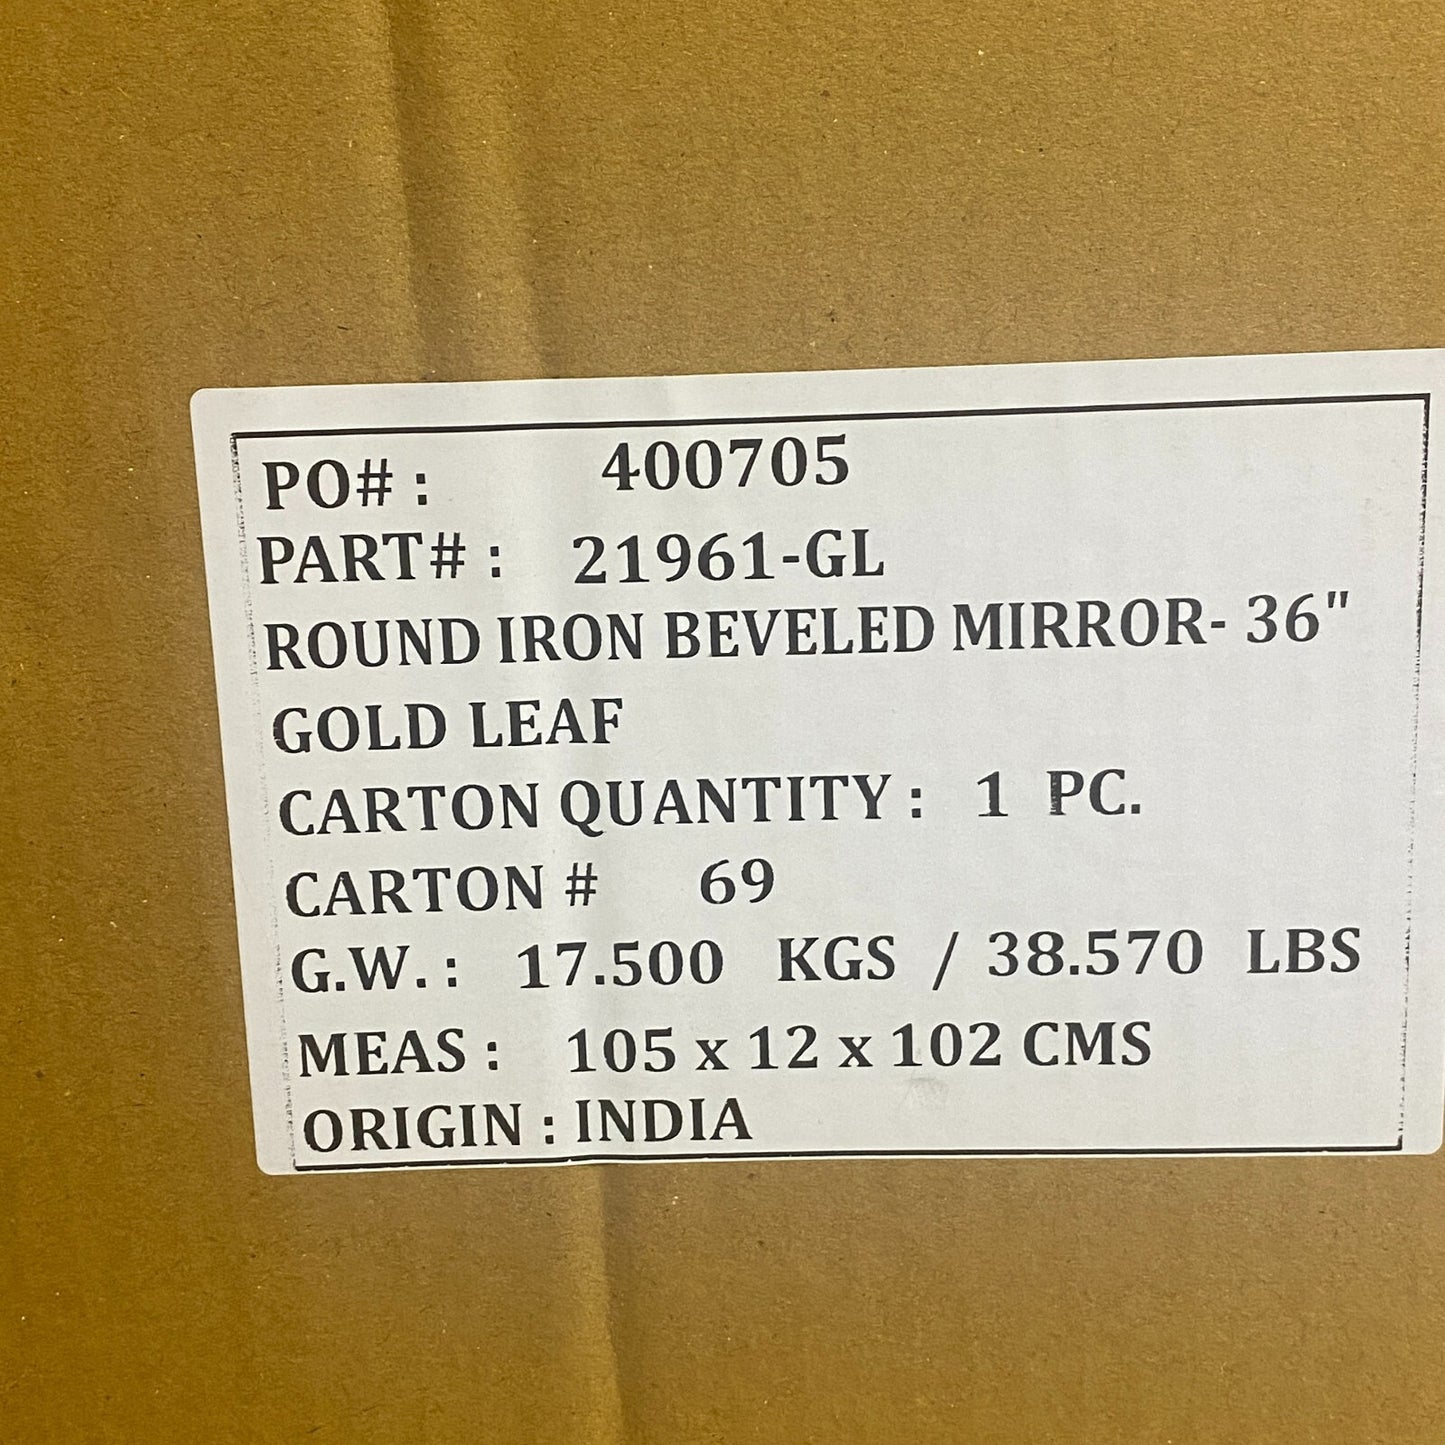 PO# : 400705
PART# : 21961-GL
ROUND IRON BEVELED MIRROR- 36"
GOLD LEAF
CARTON QUANTITY : 1 PC.
CARTON # 69
G.W. : 17.500 KGS / 38.570 LBS
MEAS : 105 x 12 x 102 CMS
ORIGIN : INDIA